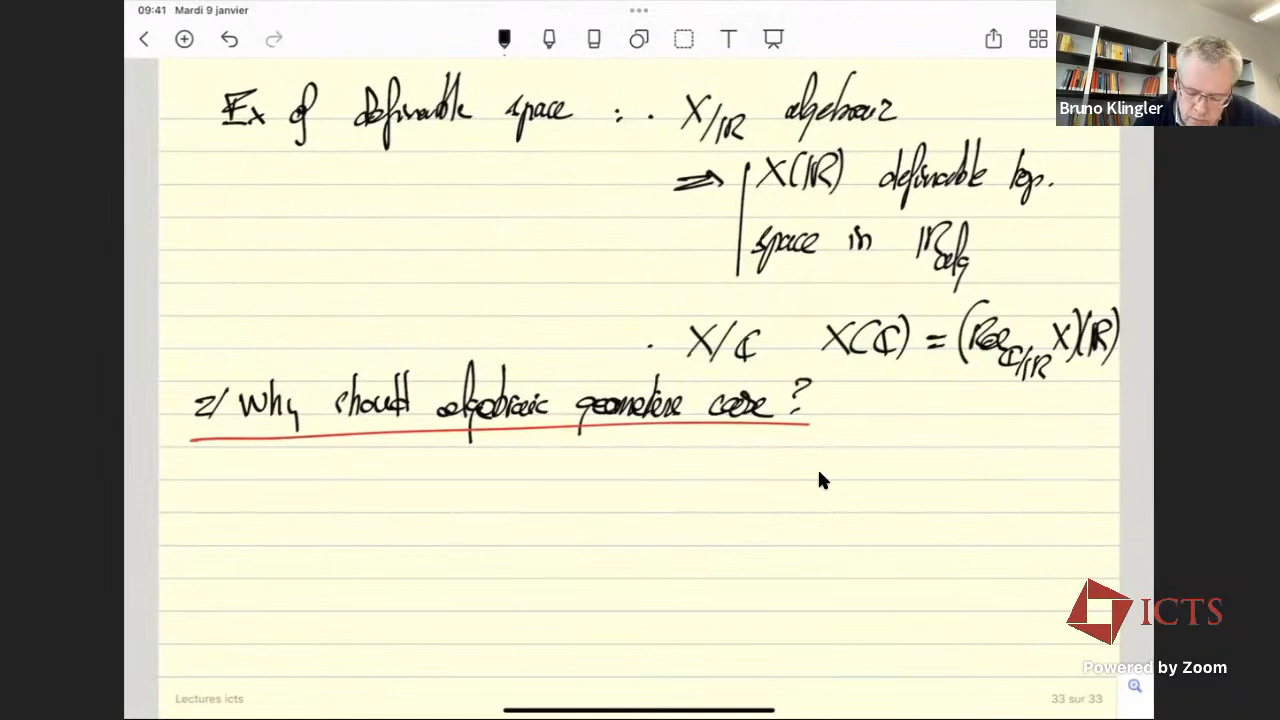 09:41 Mardi 9 janvier
Bruno Klingler
Ex of definable space : . X/ℝ algebraic
⇒ X(ℝ) definable top.
space in ℝalg
. X/ℂ X(ℂ) = (Res ℂ/ℝ X)(ℝ)
2/ Why should algebraic geometers care ?
ICTS
Powered by Zoom
Lectures icts
33 sur 33